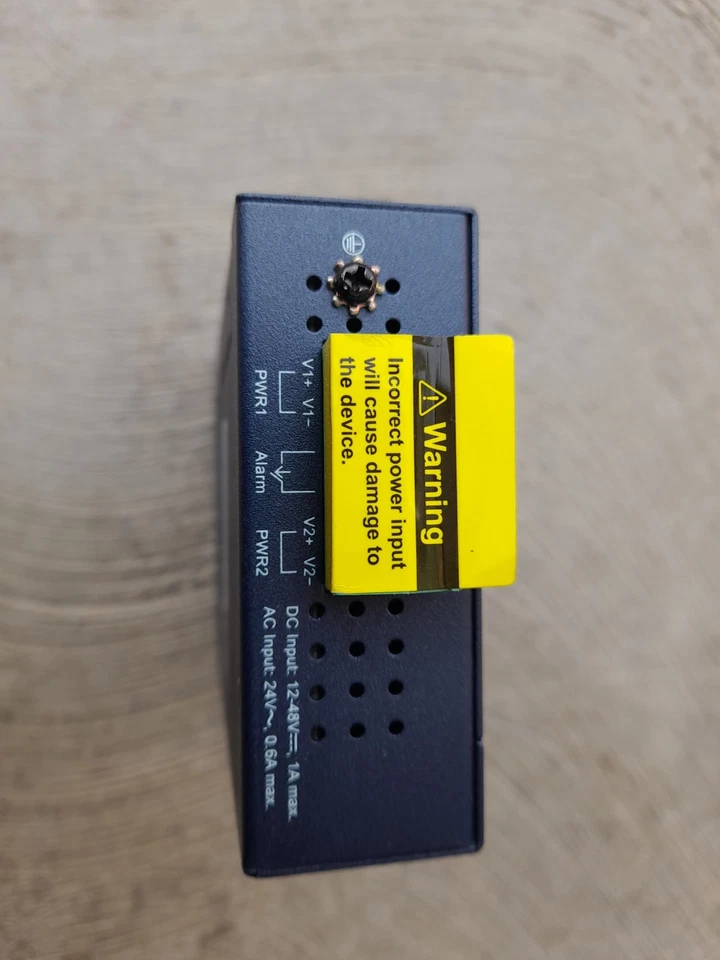 Warning
Incorrect power input
will cause damage to
the device.
V1+ V1−
PWR1
Alarm
V2+ V2−
PWR2
DC Input: 12-48V⎓, 1A max.
AC Input: 24V~, 0.6A max.